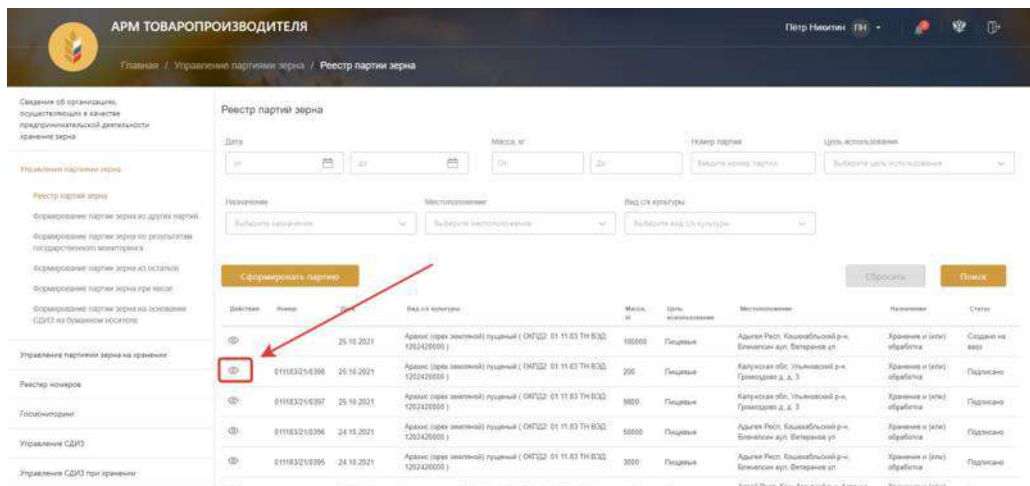 АРМ ТОВАРОПРОИЗВОДИТЕЛЯ
Пётр Никитин ПН
Главная / Управление партиями зерна / Реестр партии зерна
Сведения об организациях,
осуществляющих в качестве
предпринимательской деятельности
хранение зерна
Управление партиями зерна
Реестр партий зерна
Формирование партии зерна из других партий
Формирование партии зерна по результатам
государственного мониторинга
Формирование партии зерна из остатков
Формирование партии зерна при ввозе
Формирование партии зерна на основании
СДИЗ на бумажном носителе
Управление партиями зерна на хранении
Реестр номеров
Госмониторинг
Управление СДИЗ
Управление СДИЗ при хранении
Реестр партий зерна
Дата Масса, кг Номер партии Цель использования
от до От До Введите номер партии Выберите цель использования
Назначение Местоположение Вид с/х культуры
Выберите назначение Выберите местоположение Выберите вид с/х культуры
Сформировать партию Сбросить Поиск
Действия Номер Дата Вид с/х культуры Масса, кг Цель использования Местоположение Назначение Статус
25.10.2021 Арахис (орех земляной) лущеный ( ОКПД2: 01.11.83 ТН ВЭД: 1202420000 ) 100000 Пищевые Адыгея Респ, Кошехабльский р-н, Блечепсин аул, Ветеранов ул Хранение и (или) обработка Создано на ввоз
011183/21/0398 25.10.2021 Арахис (орех земляной) лущеный ( ОКПД2: 01.11.83 ТН ВЭД: 1202420000 ) 200 Пищевые Калужская обл, Ульяновский р-н, Громоздово д, д. 3 Хранение и (или) обработка Подписано
011183/21/0397 25.10.2021 Арахис (орех земляной) лущеный ( ОКПД2: 01.11.83 ТН ВЭД: 1202420000 ) 9800 Пищевые Калужская обл, Ульяновский р-н, Громоздово д, д. 3 Хранение и (или) обработка Подписано
011183/21/0396 24.10.2021 Арахис (орех земляной) лущеный ( ОКПД2: 01.11.83 ТН ВЭД: 1202420000 ) 50000 Пищевые Адыгея Респ, Кошехабльский р-н, Блечепсин аул, Ветеранов ул Хранение и (или) обработка Подписано
011183/21/0395 24.10.2021 Арахис (орех земляной) лущеный ( ОКПД2: 01.11.83 ТН ВЭД: 1202420000 ) 3000 Пищевые Адыгея Респ, Кошехабльский р-н, Блечепсин аул, Ветеранов ул Хранение и (или) обработка Подписано